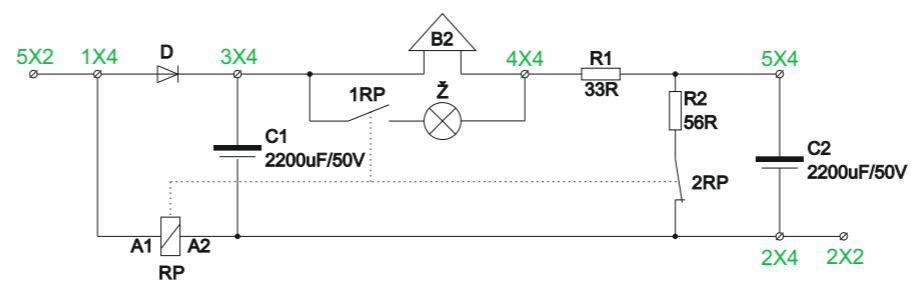 B2
D
5X2
1X4
3X4
4X4
R1
5X4
Ž
33R
1RP
R2
56R
C1
2200uF/50V
C2
2200uF/50V
2RP
A1
A2
RP
2X4
2X2